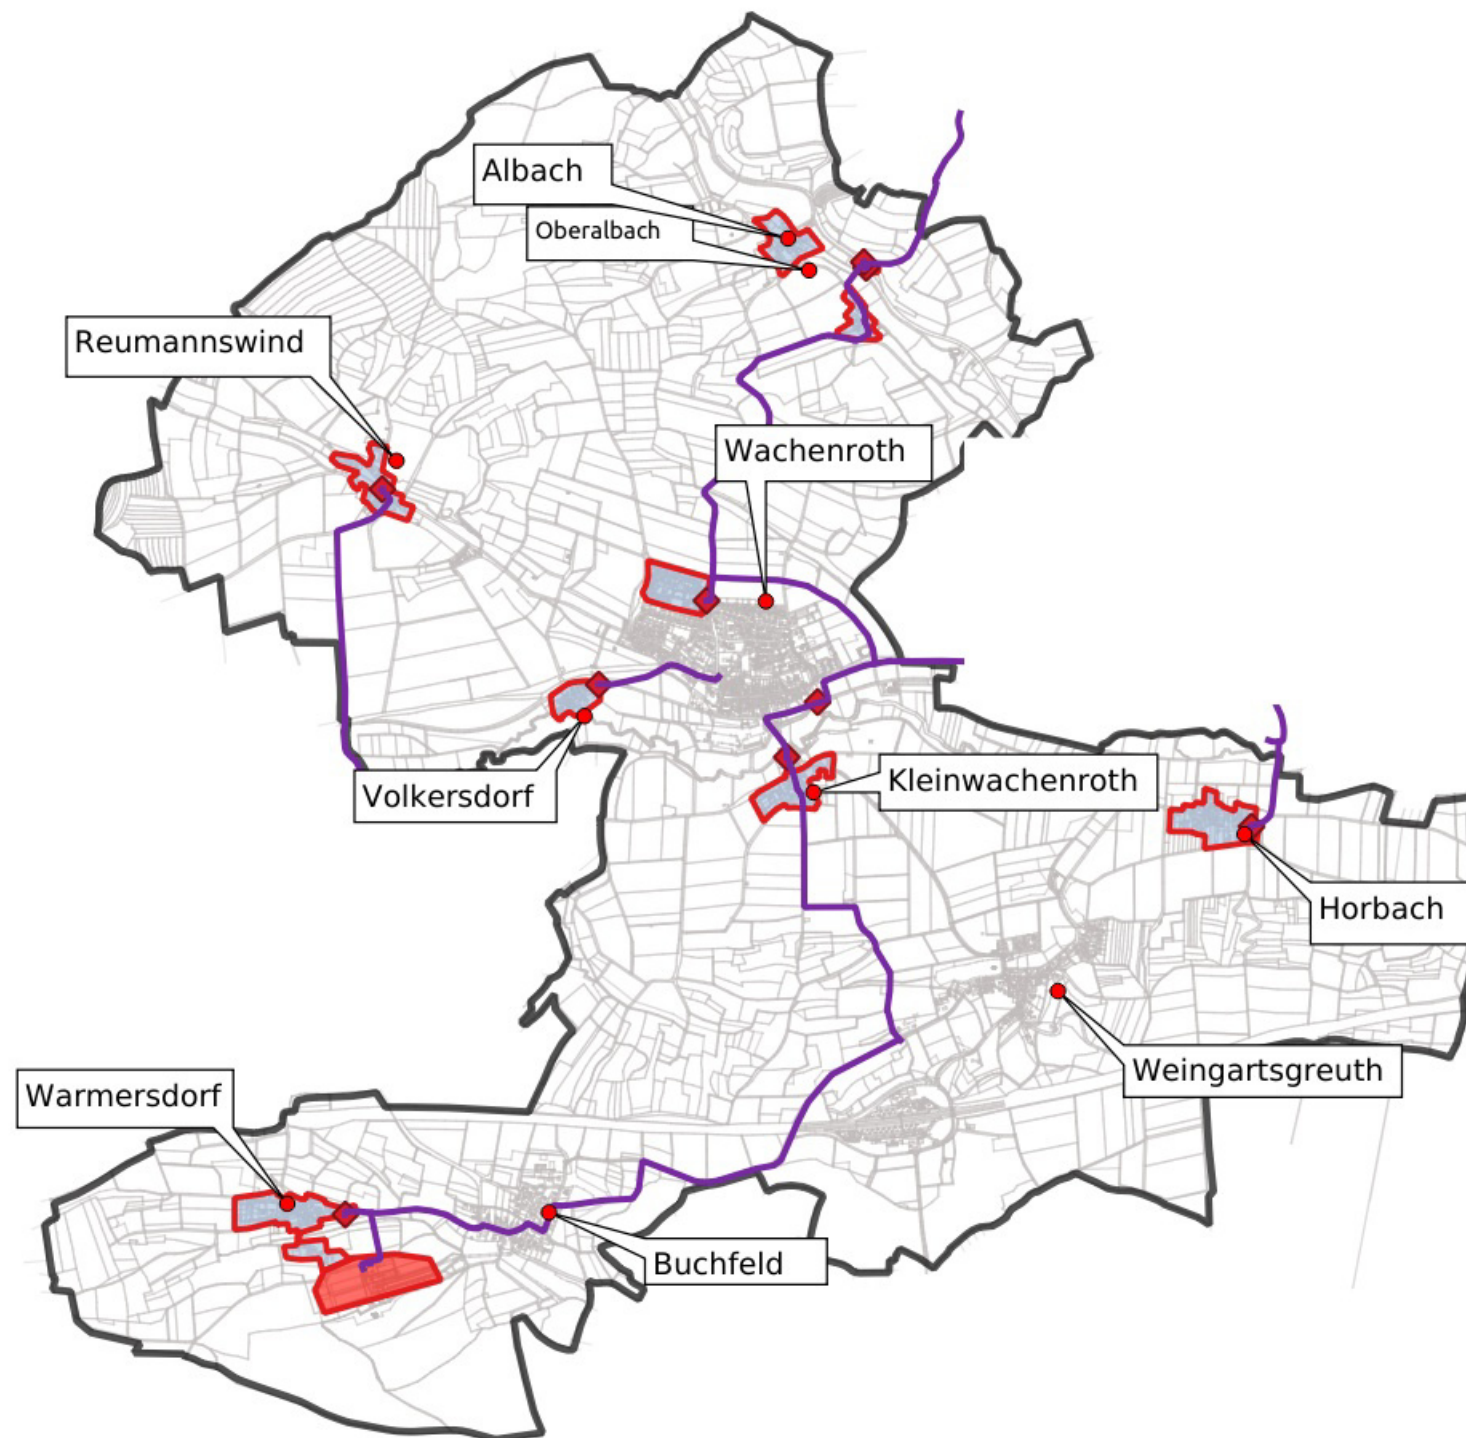 Albach
Oberalbach
Reumannswind
Wachenroth
Kleinwachenroth
Volkersdorf
Horbach
Weingartsgreuth
Warmersdorf
Buchfeld